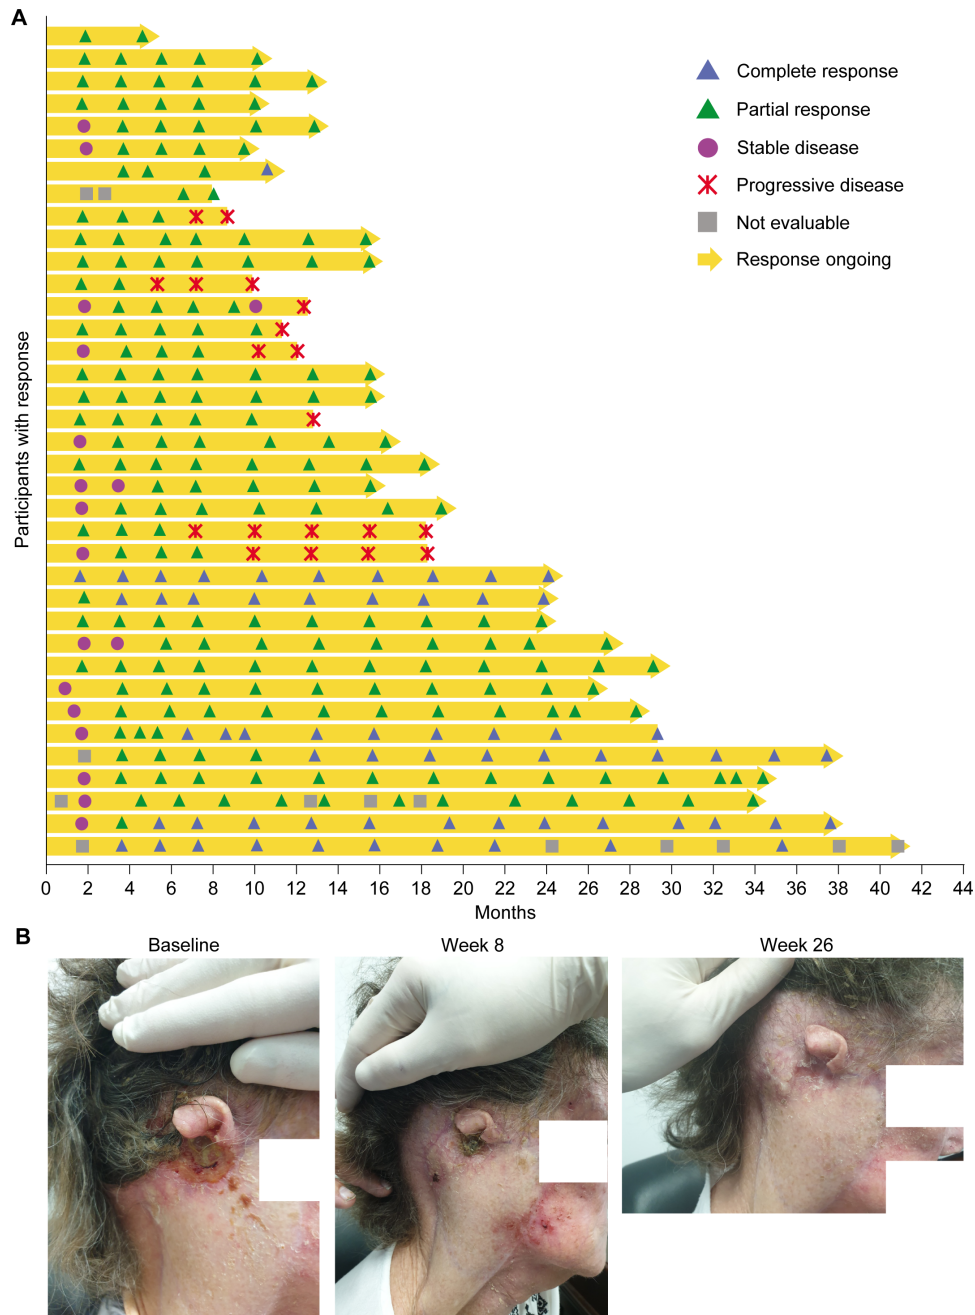 A
Complete response
Partial response
Stable disease
Progressive disease
Not evaluable
Response ongoing
Participants with response
0 2 4 6 8 10 12 14 16 18 20 22 24 26 28 30 32 34 36 38 40 42 44
Months
B
Baseline
Week 8
Week 26